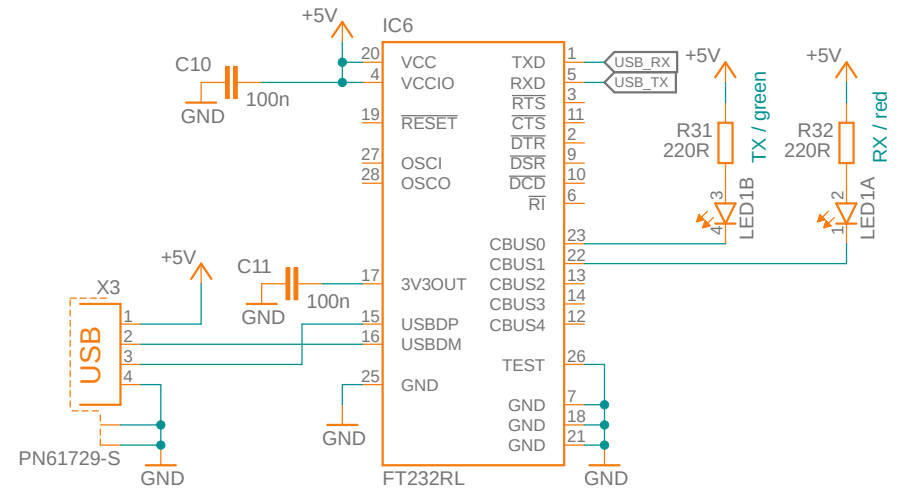 +5V
IC6
C10
100n
GND
20
VCC
4
VCCIO
19
RESET
27
OSCI
28
OSCO
17
3V3OUT
15
USBDP
16
USBDM
25
GND
TXD
1
USB_RX
RXD
5
USB_TX
RTS
3
CTS
11
DTR
2
DSR
9
DCD
10
RI
6
CBUS0
23
CBUS1
22
CBUS2
13
CBUS3
14
CBUS4
12
TEST
26
GND
7
GND
18
GND
21
+5V
R31
220R
TX / green
3
4
LED1B
+5V
R32
220R
RX / red
2
1
LED1A
+5V
C11
100n
GND
X3
USB
1
2
3
4
PN61729-S
GND
GND
FT232RL
GND